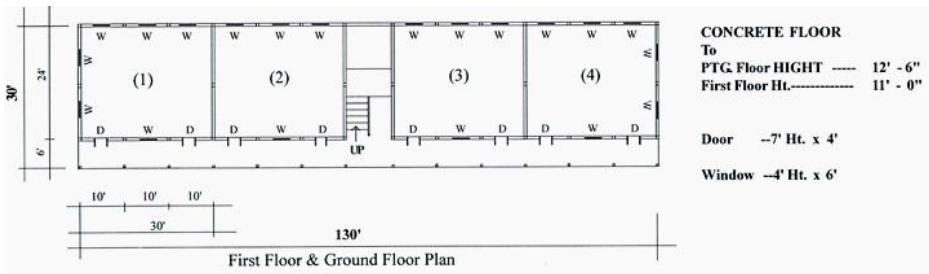 W W W W W W W W W W W W
W W
(1) (2) (3) (4)
W W
D W D D W D D W D D W D
UP
30'
24'
6'
10' 10' 10'
30'
130'
First Floor & Ground Floor Plan
CONCRETE FLOOR
To
PTG. Floor HIGHT ----- 12' - 6"
First Floor Ht.------------- 11' - 0"
Door --7' Ht. x 4'
Window --4' Ht. x 6'